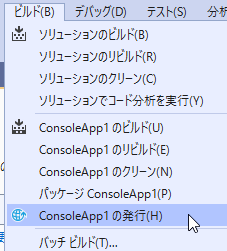 ビルド(B) デバッグ(D) テスト(S) 分
ソリューションのビルド(B)
ソリューションのリビルド(R)
ソリューションのクリーン(C)
ソリューションでコード分析を実行(Y)
ConsoleApp1 のビルド(U)
ConsoleApp1 のリビルド(E)
ConsoleApp1 のクリーン(N)
パッケージ ConsoleApp1(P)
ConsoleApp1 の発行(H)
バッチ ビルド(T)...